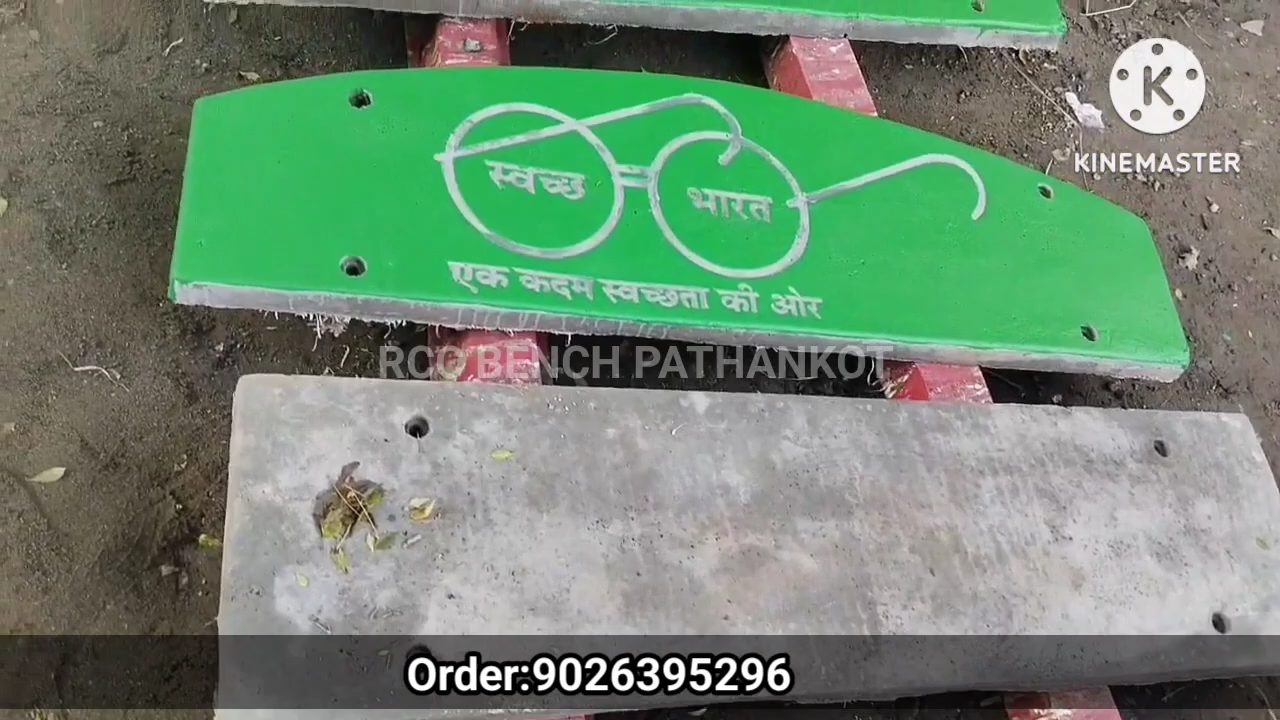 K
KINEMASTER
स्वच्छ
भारत
एक कदम स्वच्छता की ओर
RCC BENCH PATHANKOT
Order:9026395296